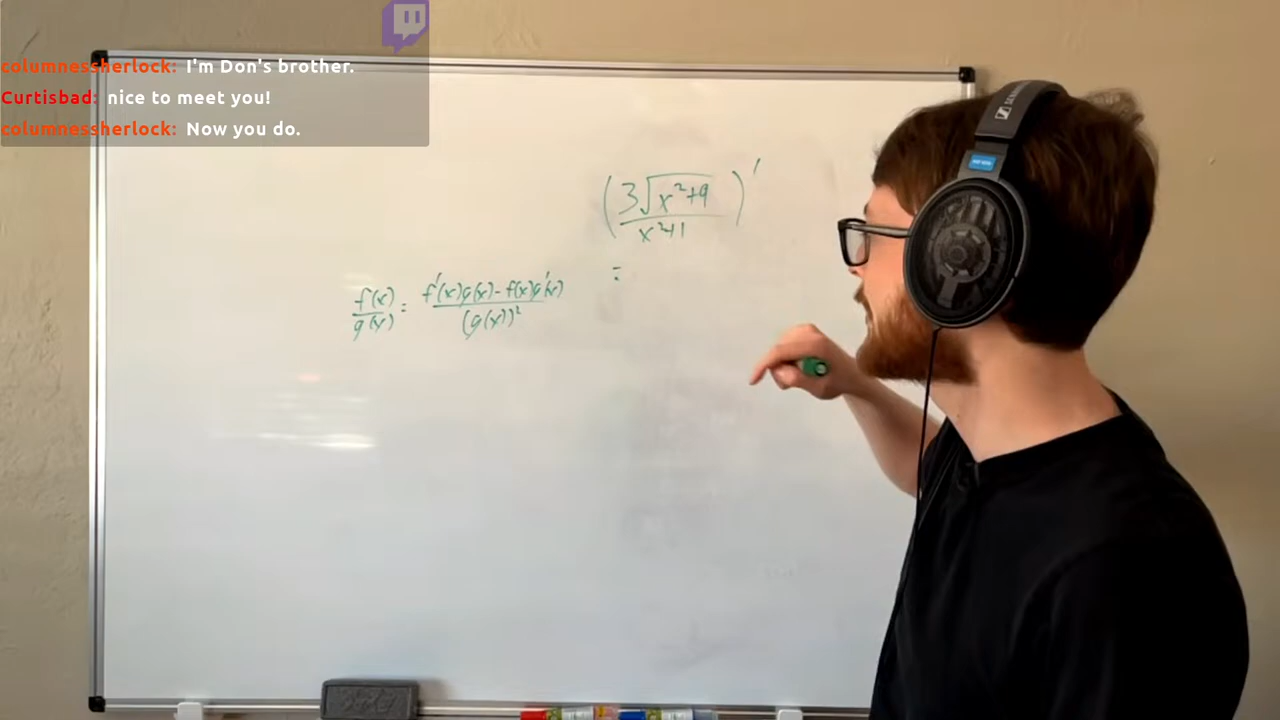 columnessherlock: I'm Don's brother.
Curtisbad: nice to meet you!
columnessherlock: Now you do.
(3√x²+9 / x²+1)′
=
f(x)/g(x) = f′(x)g(x)-f(x)g′(x) / (g(x))²